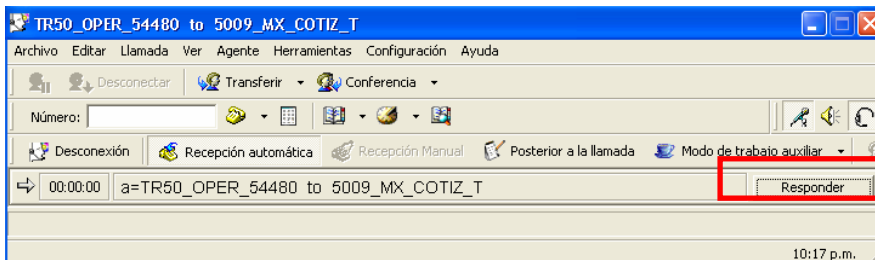 TR50_OPER_54480 to 5009_MX_COTIZ_T
Archivo Editar Llamada Ver Agente Herramientas Configuración Ayuda
Desconectar Transferir Conferencia
Número:
Desconexión Recepción automática Recepción Manual Posterior a la llamada Modo de trabajo auxiliar
00:00:00 a=TR50_OPER_54480 to 5009_MX_COTIZ_T Responder
10:17 p.m.